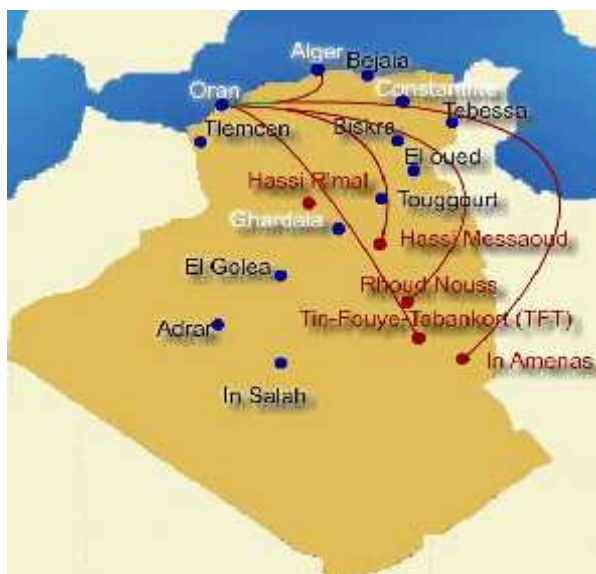 Alger
Bejaia
Oran
Constantine
Tebessa
Tlemcen
Biskra
El oued
Hassi R'mal
Touggourt
Ghardaia
Hassi Messaoud
El Golea
Rhoud Nouss
Adrar
Tin-Fouye-Tabankort (TFT)
In Amenas
In Salah